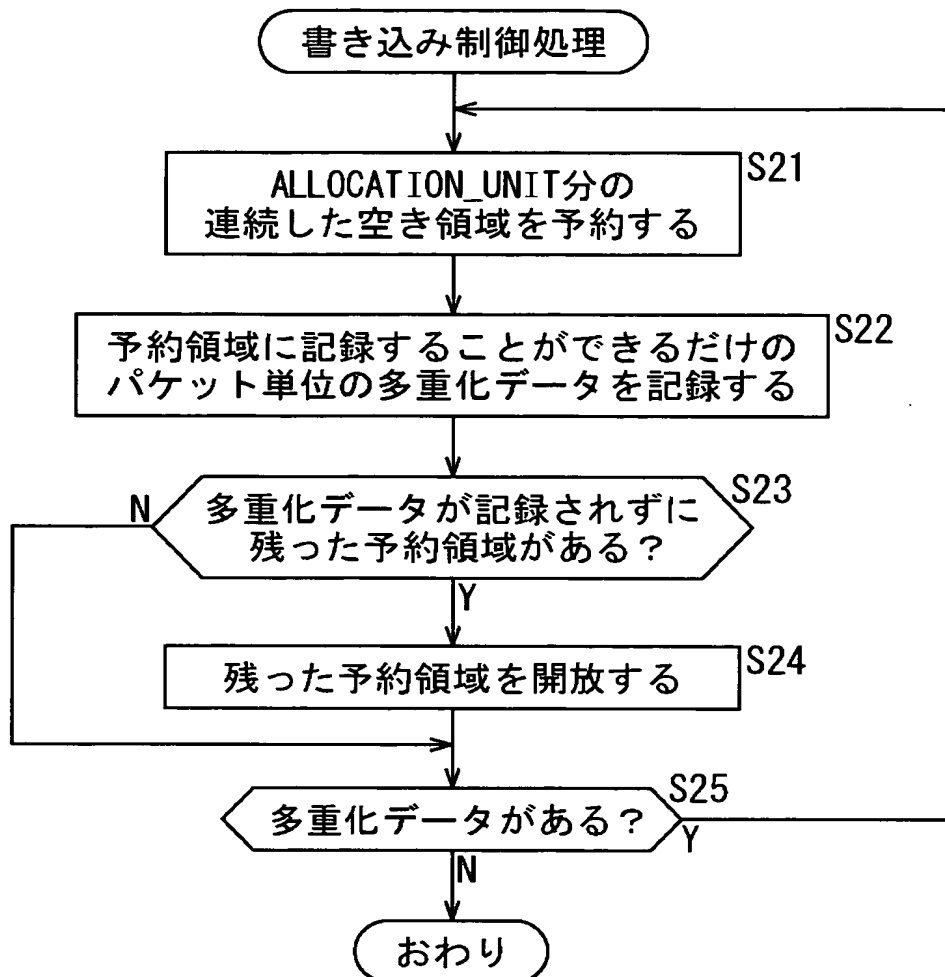 書き込み制御処理
S21
ALLOCATION_UNIT分の
連続した空き領域を予約する
S22
予約領域に記録することができるだけの
パケット単位の多重化データを記録する
S23
N
多重化データが記録されずに
残った予約領域がある?
Y
S24
残った予約領域を開放する
S25
多重化データがある?
Y
N
おわり